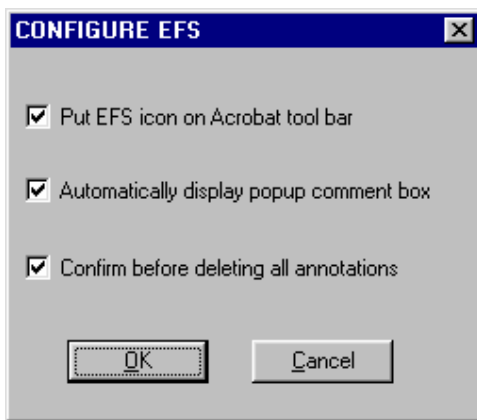 CONFIGURE EFS
Put EFS icon on Acrobat tool bar
Automatically display popup comment box
Confirm before deleting all annotations
OK
Cancel